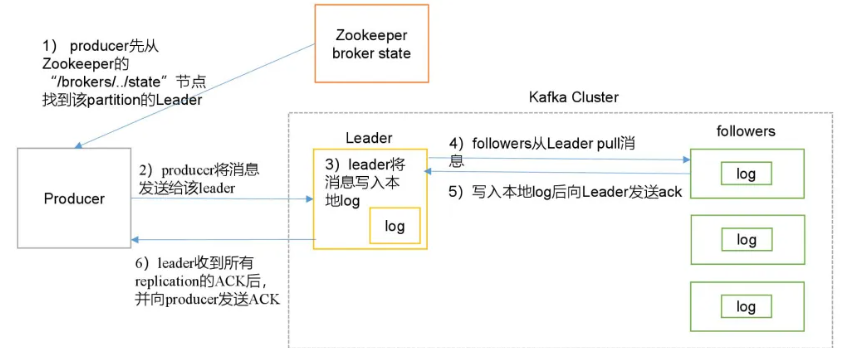 Zookeeper
broker state
1） producer先从
Zookeeper的
“/brokers/../state”节点
找到该partition的Leader
Kafka Cluster
Producer
2）producer将消息
发送给该leader
Leader
3）leader将
消息写入本
地log
log
4）followers从Leader pull消
息
5）写入本地log后向Leader发送ack
followers
log
log
log
6）leader收到所有
replication的ACK后，
并向producer发送ACK